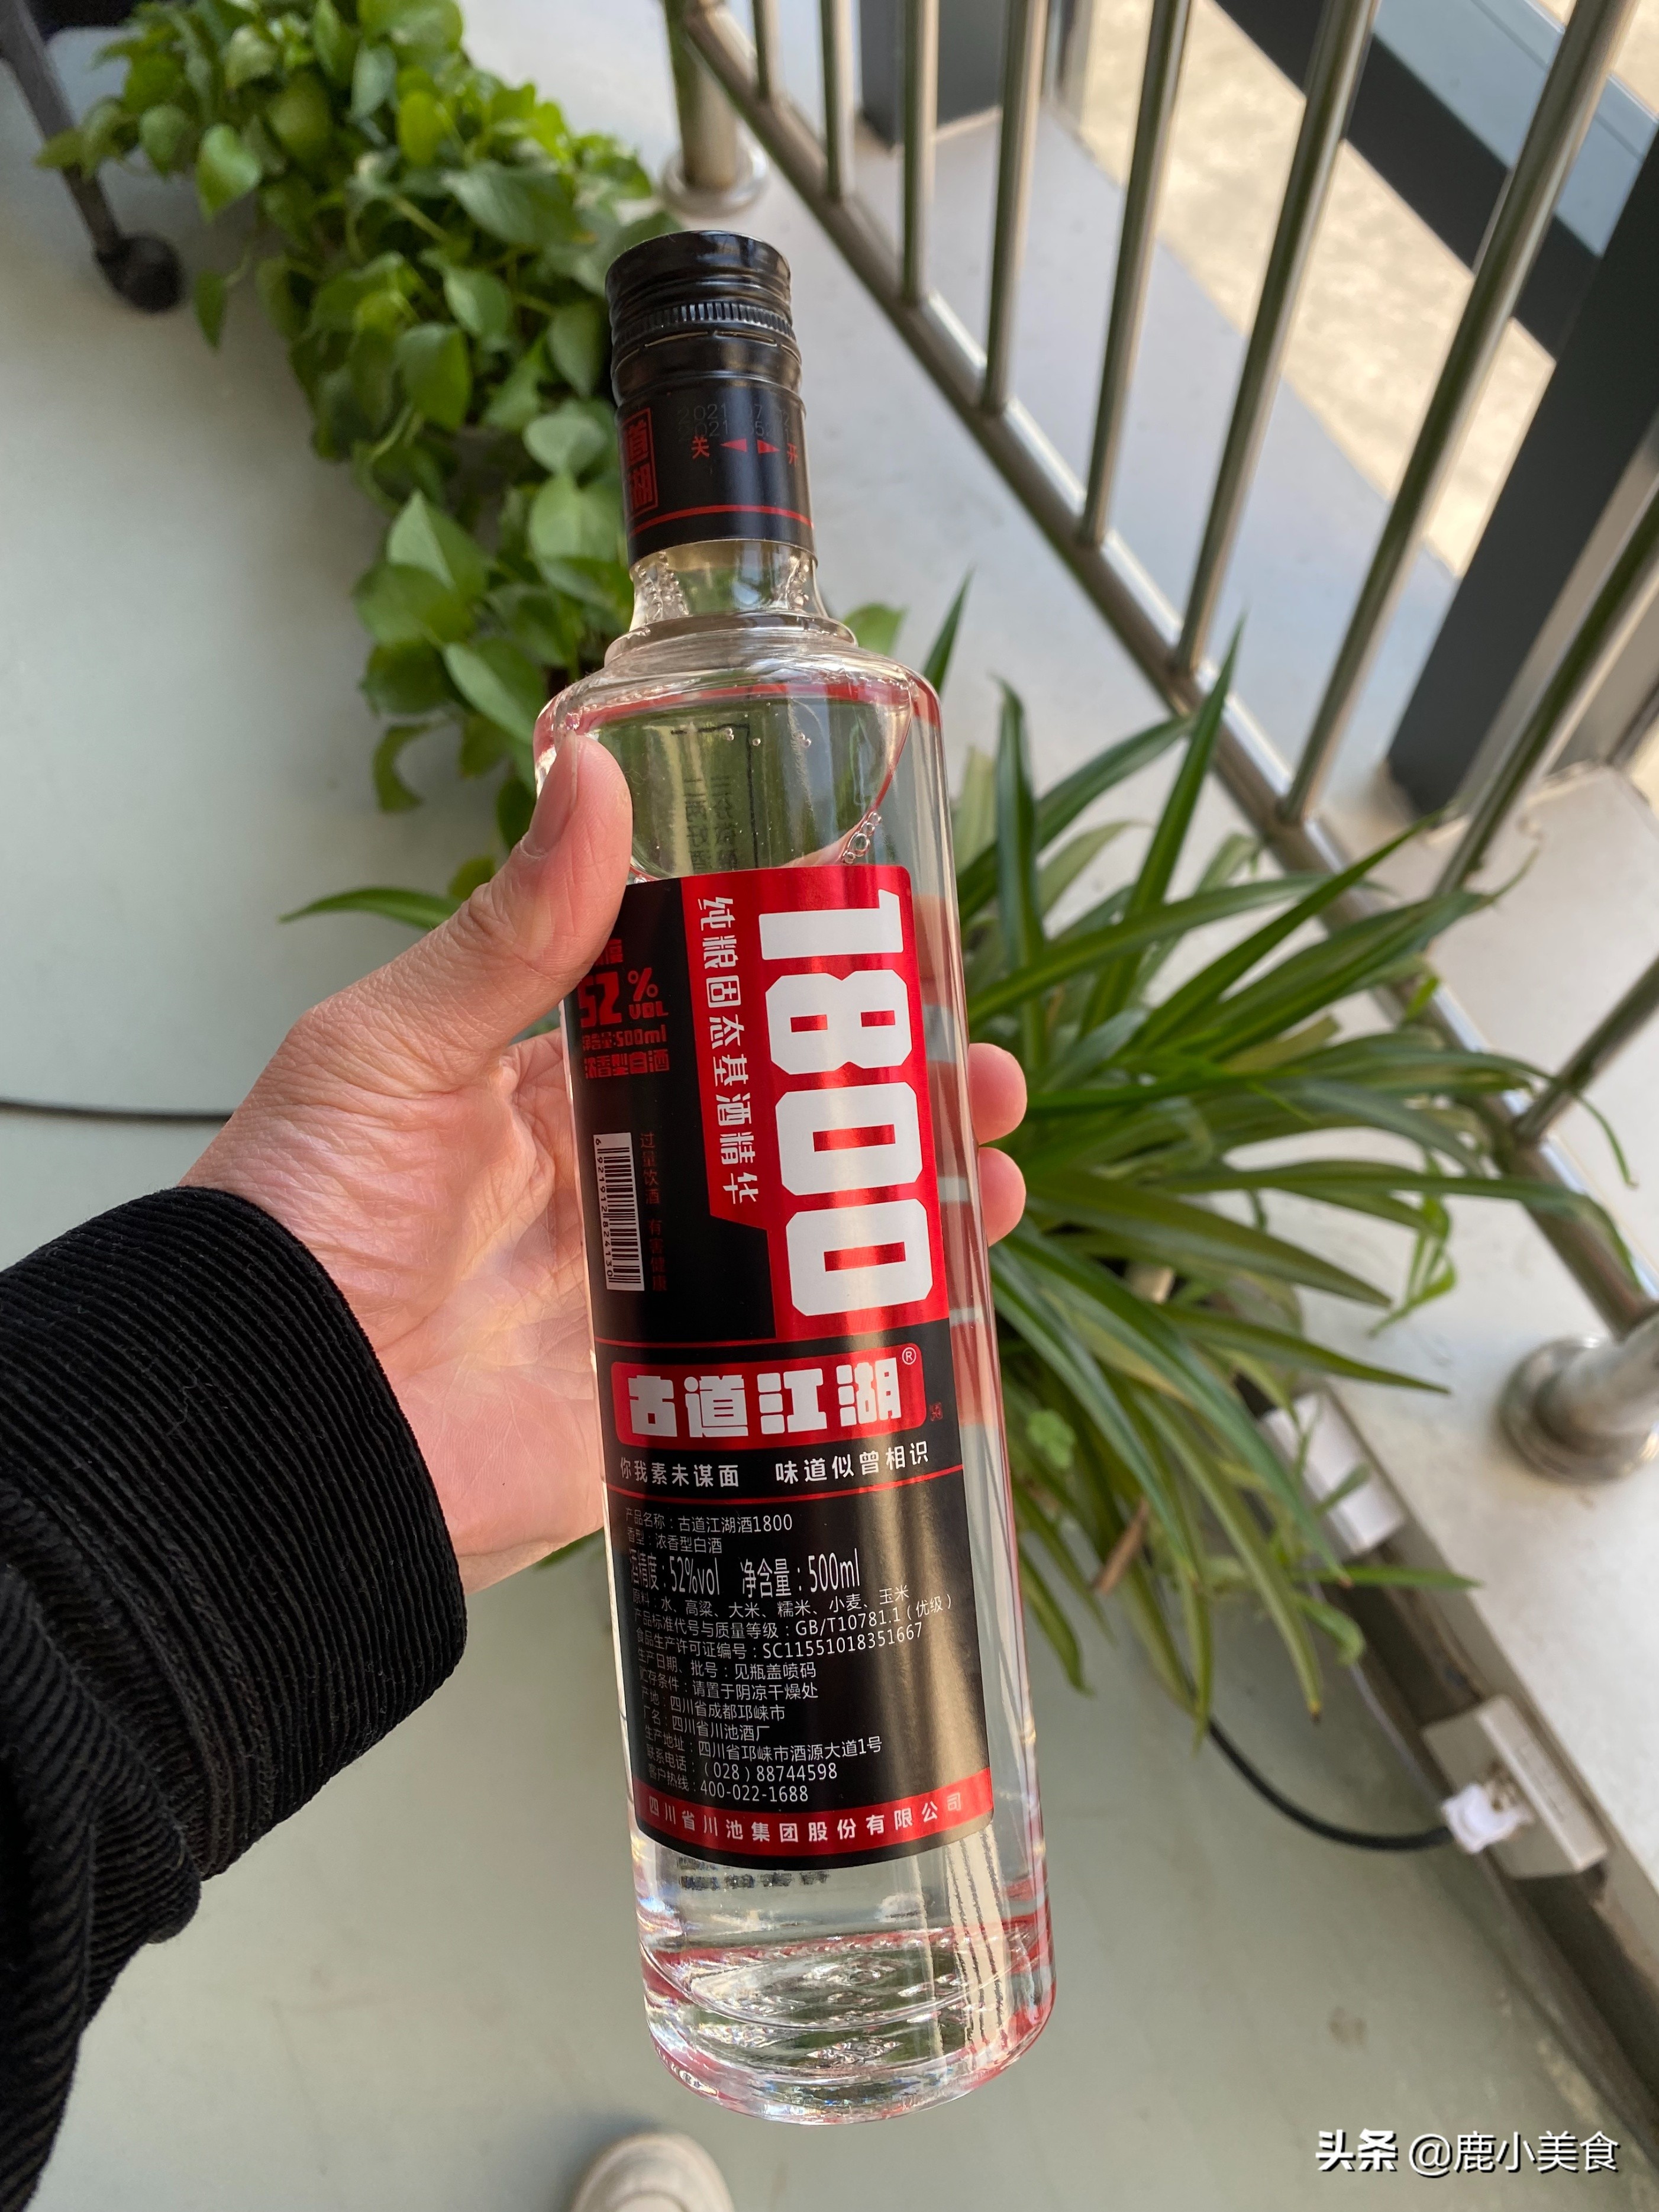 道
湖
关 开
1800
纯粮固态基酒精华
52%
VOL
净含量:500ml
浓香型白酒
过量饮酒 有害健康
6921912824130
古道江湖®
你我素未谋面 味道似曾相识
产品名称：古道江湖酒1800
香型：浓香型白酒
酒精度：52%vol 净含量：500ml
原料：水、高粱、大米、糯米、小麦、玉米
产品标准代号与质量等级：GB/T10781.1（优级）
食品生产许可证编号：SC11551018351667
生产日期、批号：见瓶盖喷码
贮存条件：请置于阴凉干燥处
产地：四川省成都邛崃市
厂名：四川省川池酒厂
生产地址：四川省邛崃市酒源大道1号
联系电话：（028）88744598
客户热线：400-022-1688
四川省川池集团股份有限公司
头条 @鹿小美食